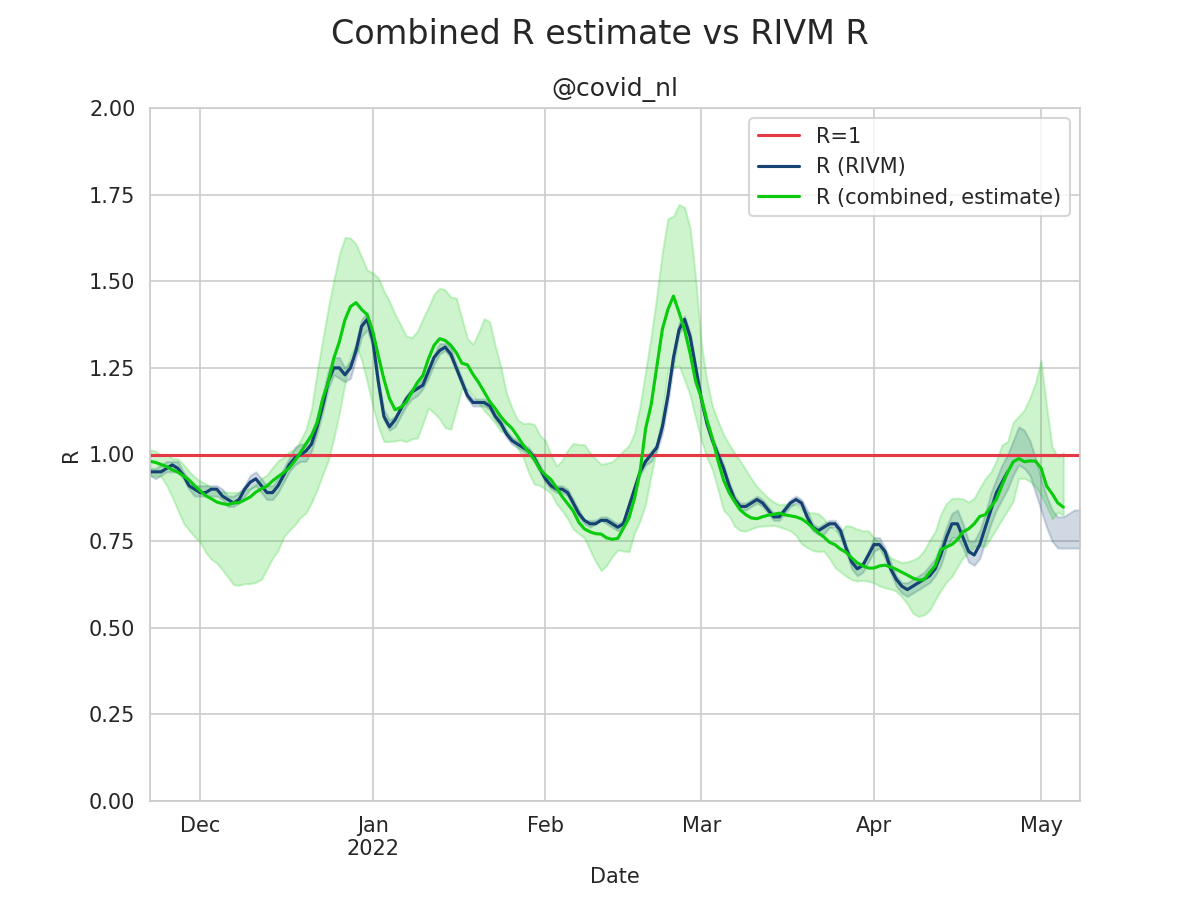 Combined R estimate vs RIVM R
@covid_nl
R=1
R (RIVM)
R (combined, estimate)
2.00
1.75
1.50
1.25
1.00
0.75
0.50
0.25
0.00
R
Dec
Jan
2022
Feb
Mar
Apr
May
Date